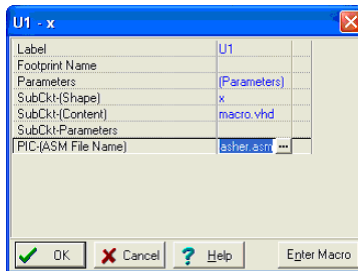 U1 - x
Label U1
Footprint Name
Parameters (Parameters)
SubCkt-(Shape) x
SubCkt-(Content) macro.vhd
SubCkt-Parameters
PIC-(ASM File Name) asher.asm ...
OK Cancel ? Help Enter Macro